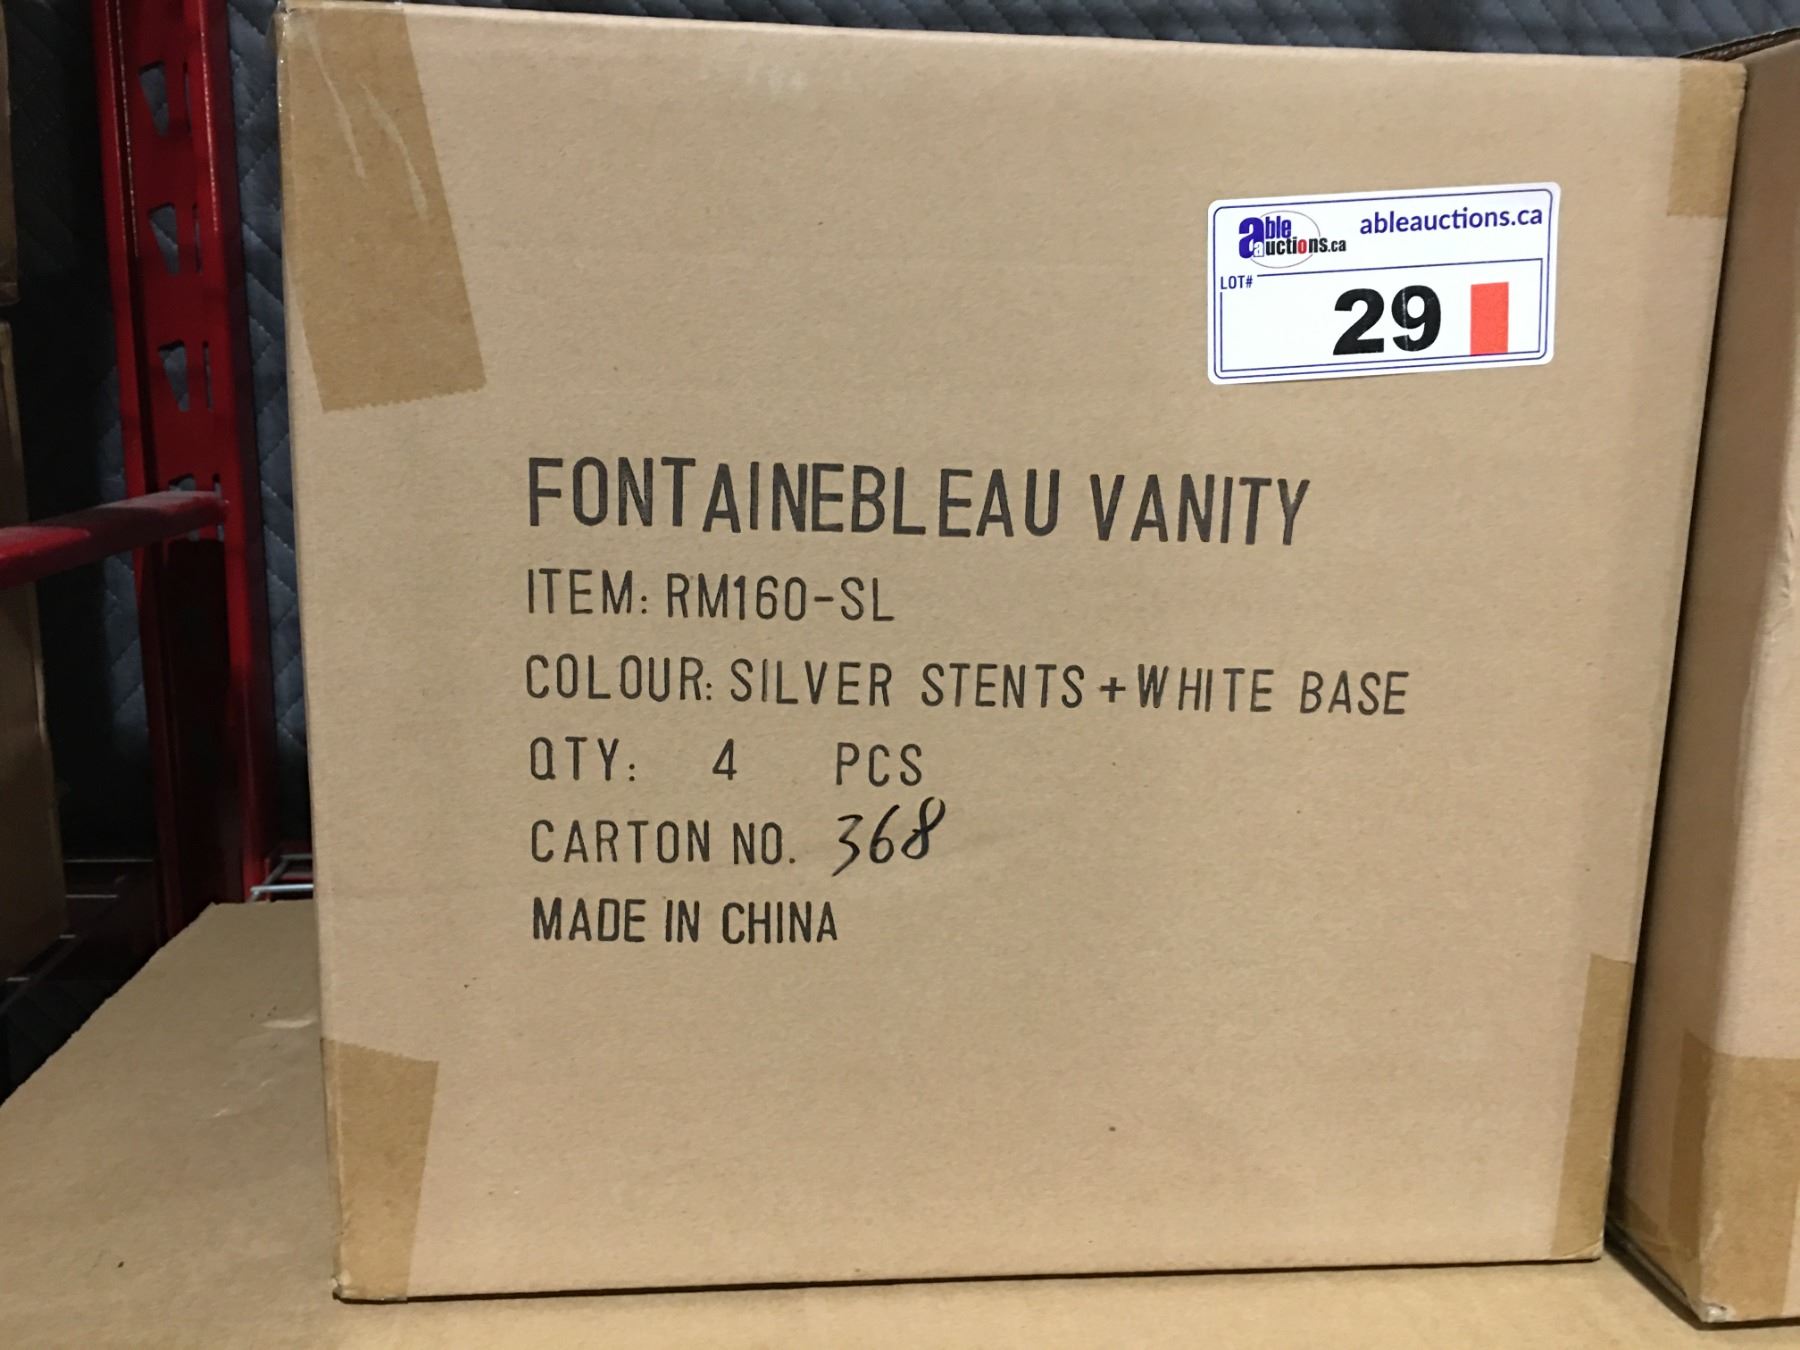 able auctions.ca
ableauctions.ca
LOT#
29
FONTAINEBLEAU VANITY
ITEM: RM160-SL
COLOUR: SILVER STENTS + WHITE BASE
QTY: 4 PCS
CARTON NO. 368
MADE IN CHINA